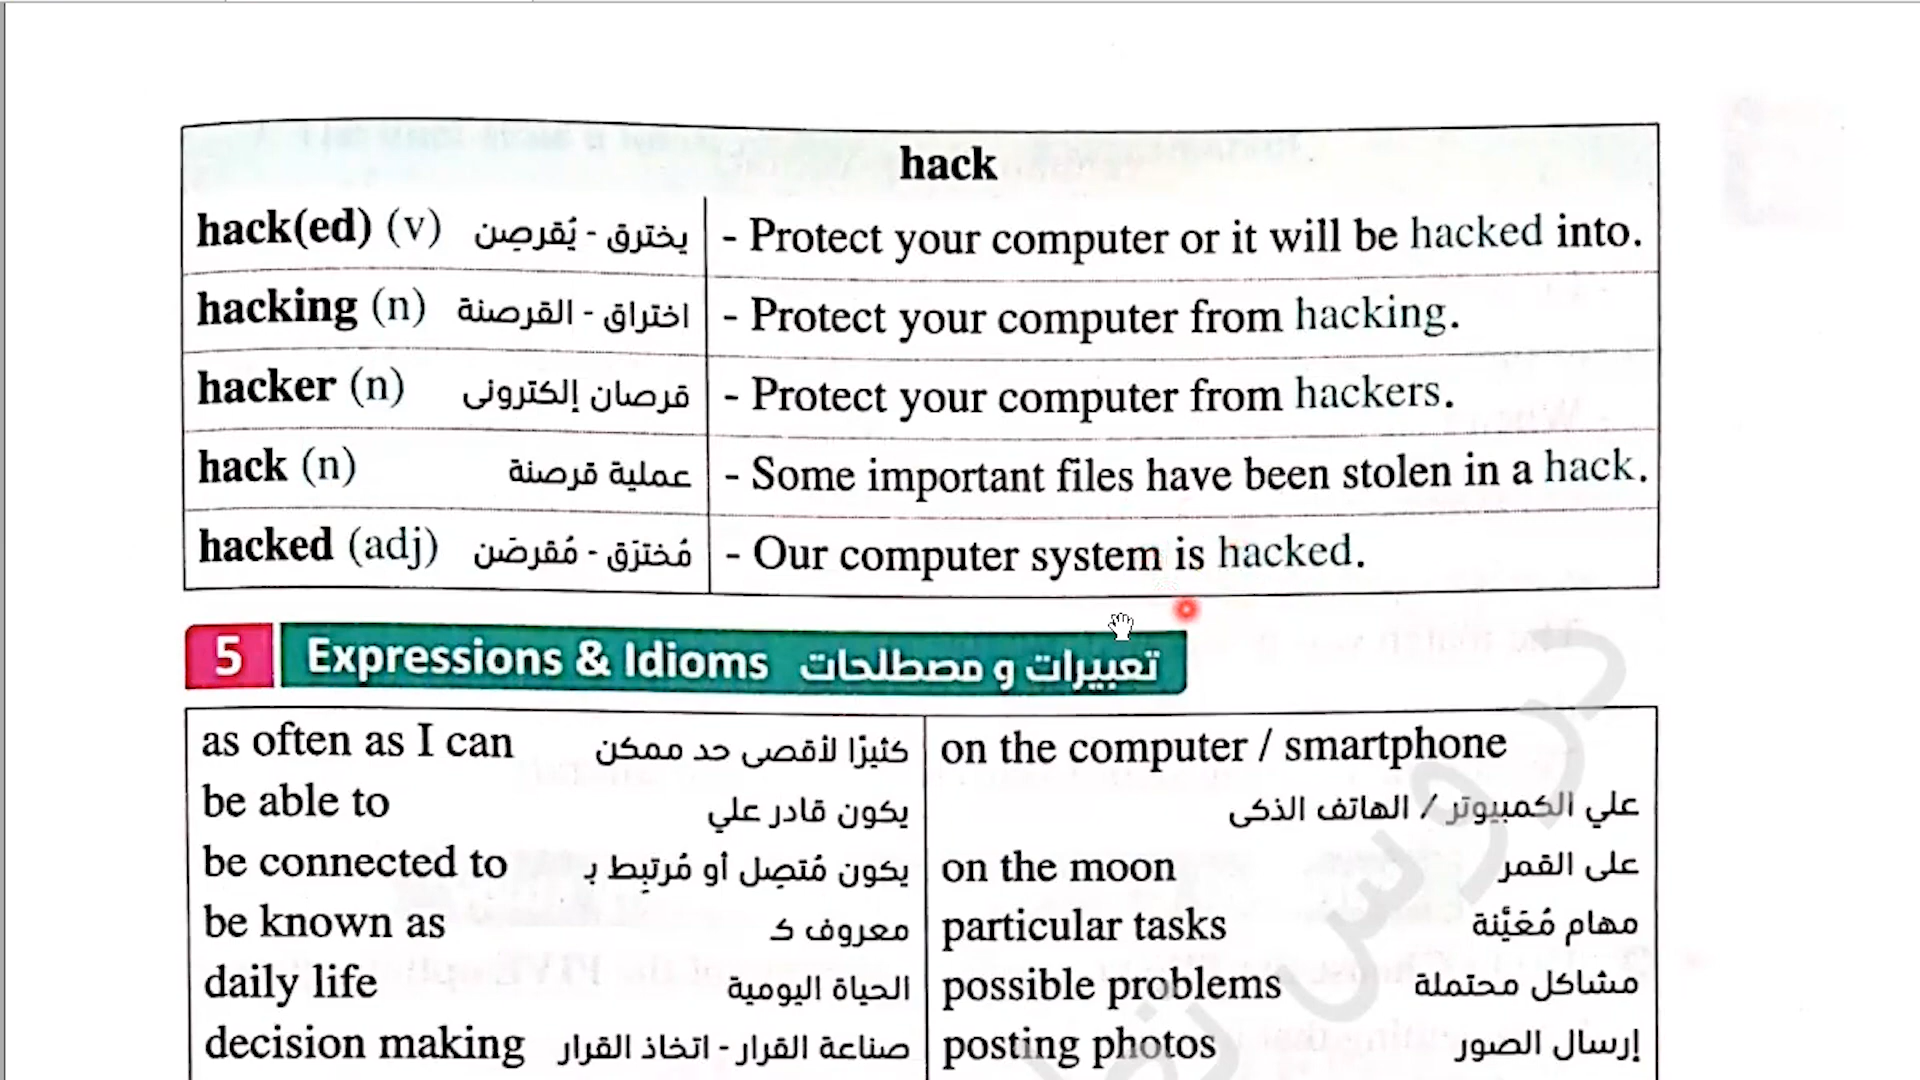 hack
hack(ed) (v) يخترق - يُقرصِن - Protect your computer or it will be hacked into.
hacking (n) اختراق - القرصنة - Protect your computer from hacking.
hacker (n) قرصان إلكترونى - Protect your computer from hackers.
hack (n) عملية قرصنة - Some important files have been stolen in a hack.
hacked (adj) مُخترَق - مُقرصَن - Our computer system is hacked.
5 Expressions & Idioms تعبيرات و مصطلحات
as often as I can كثيرًا لأقصى حد ممكن
be able to يكون قادر علي
be connected to يكون مُتصِل أو مُرتبِط بـ
be known as معروف كـ
daily life الحياة اليومية
decision making صناعة القرار - اتخاذ القرار
on the computer / smartphone
علي الكمبيوتر / الهاتف الذكى
on the moon على القمر
particular tasks مهام مُعَيَّنة
possible problems مشاكل محتملة
posting photos إرسال الصور
دروس